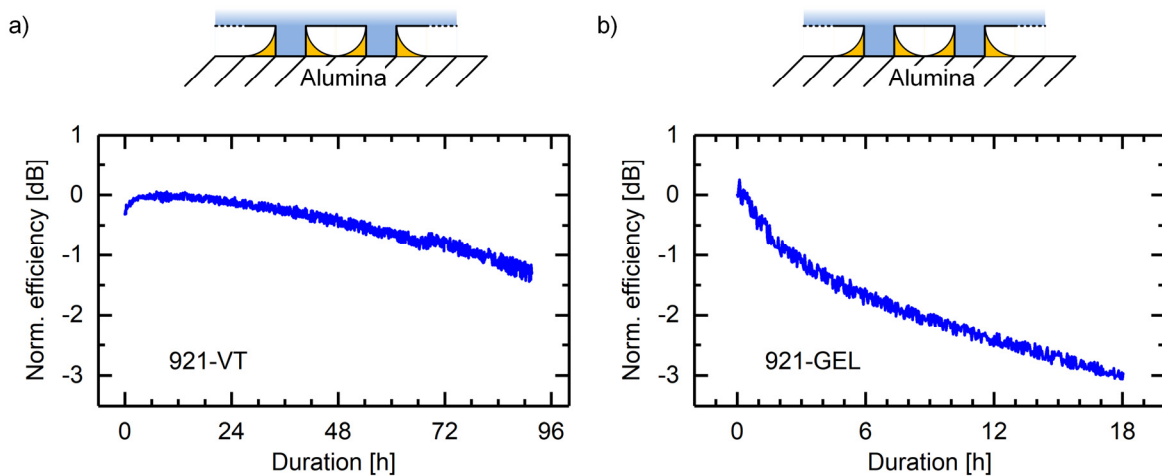 a)
Alumina
1
0
-1
-2
-3
Norm. efficiency [dB]
921-VT
0 24 48 72 96
Duration [h]
b)
Alumina
1
0
-1
-2
-3
Norm. efficiency [dB]
921-GEL
0 6 12 18
Duration [h]